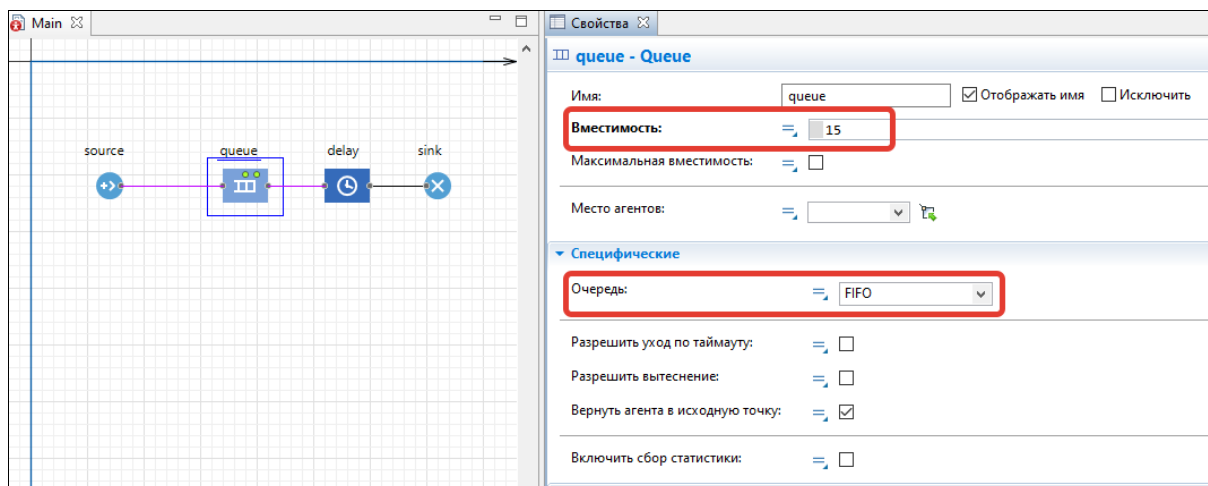 Main
source
queue
delay
sink
Свойства
queue - Queue
Имя: queue Отображать имя Исключить
Вместимость: 15
Максимальная вместимость:
Место агентов:
Специфические
Очередь: FIFO
Разрешить уход по таймауту:
Разрешить вытеснение:
Вернуть агента в исходную точку:
Включить сбор статистики: